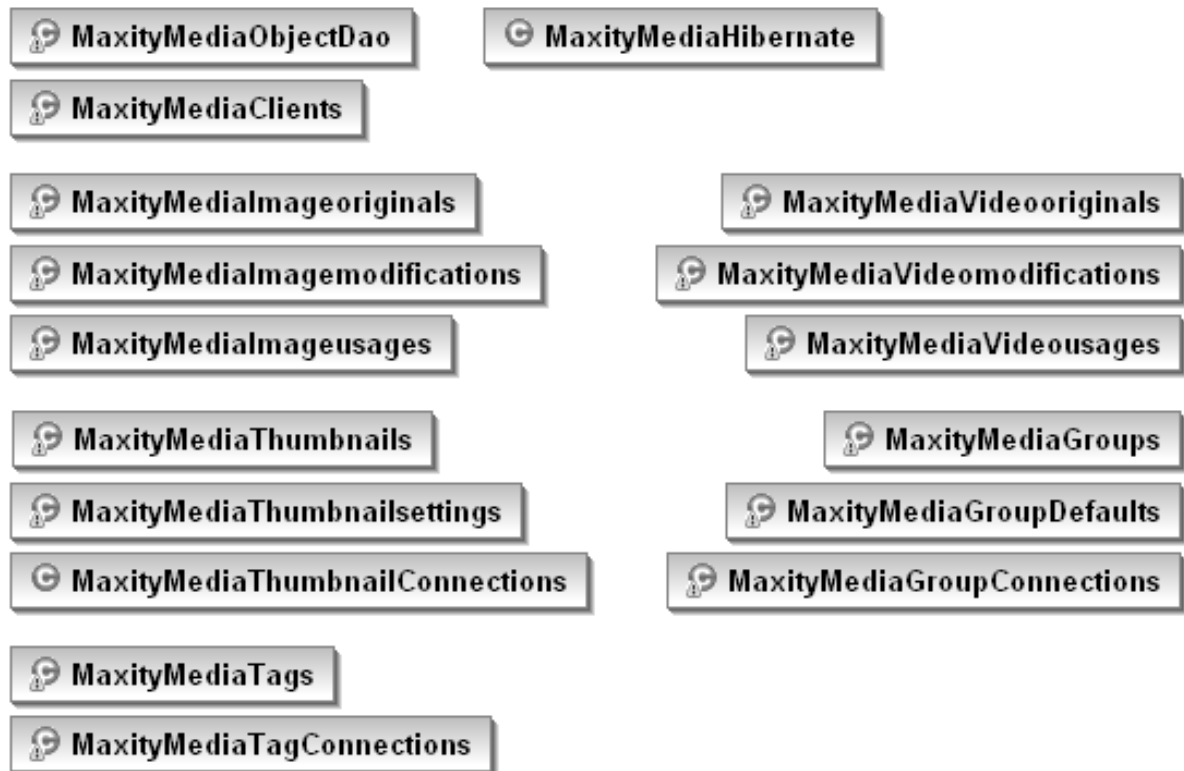 MaxityMediaObjectDao
MaxityMediaHibernate
MaxityMediaClients
MaxityMediaImageoriginals
MaxityMediaVideooriginals
MaxityMediaImagemodifications
MaxityMediaVideomodifications
MaxityMediaImageusages
MaxityMediaVideousages
MaxityMediaThumbnails
MaxityMediaGroups
MaxityMediaThumbnailsettings
MaxityMediaGroupDefaults
MaxityMediaThumbnailConnections
MaxityMediaGroupConnections
MaxityMediaTags
MaxityMediaTagConnections